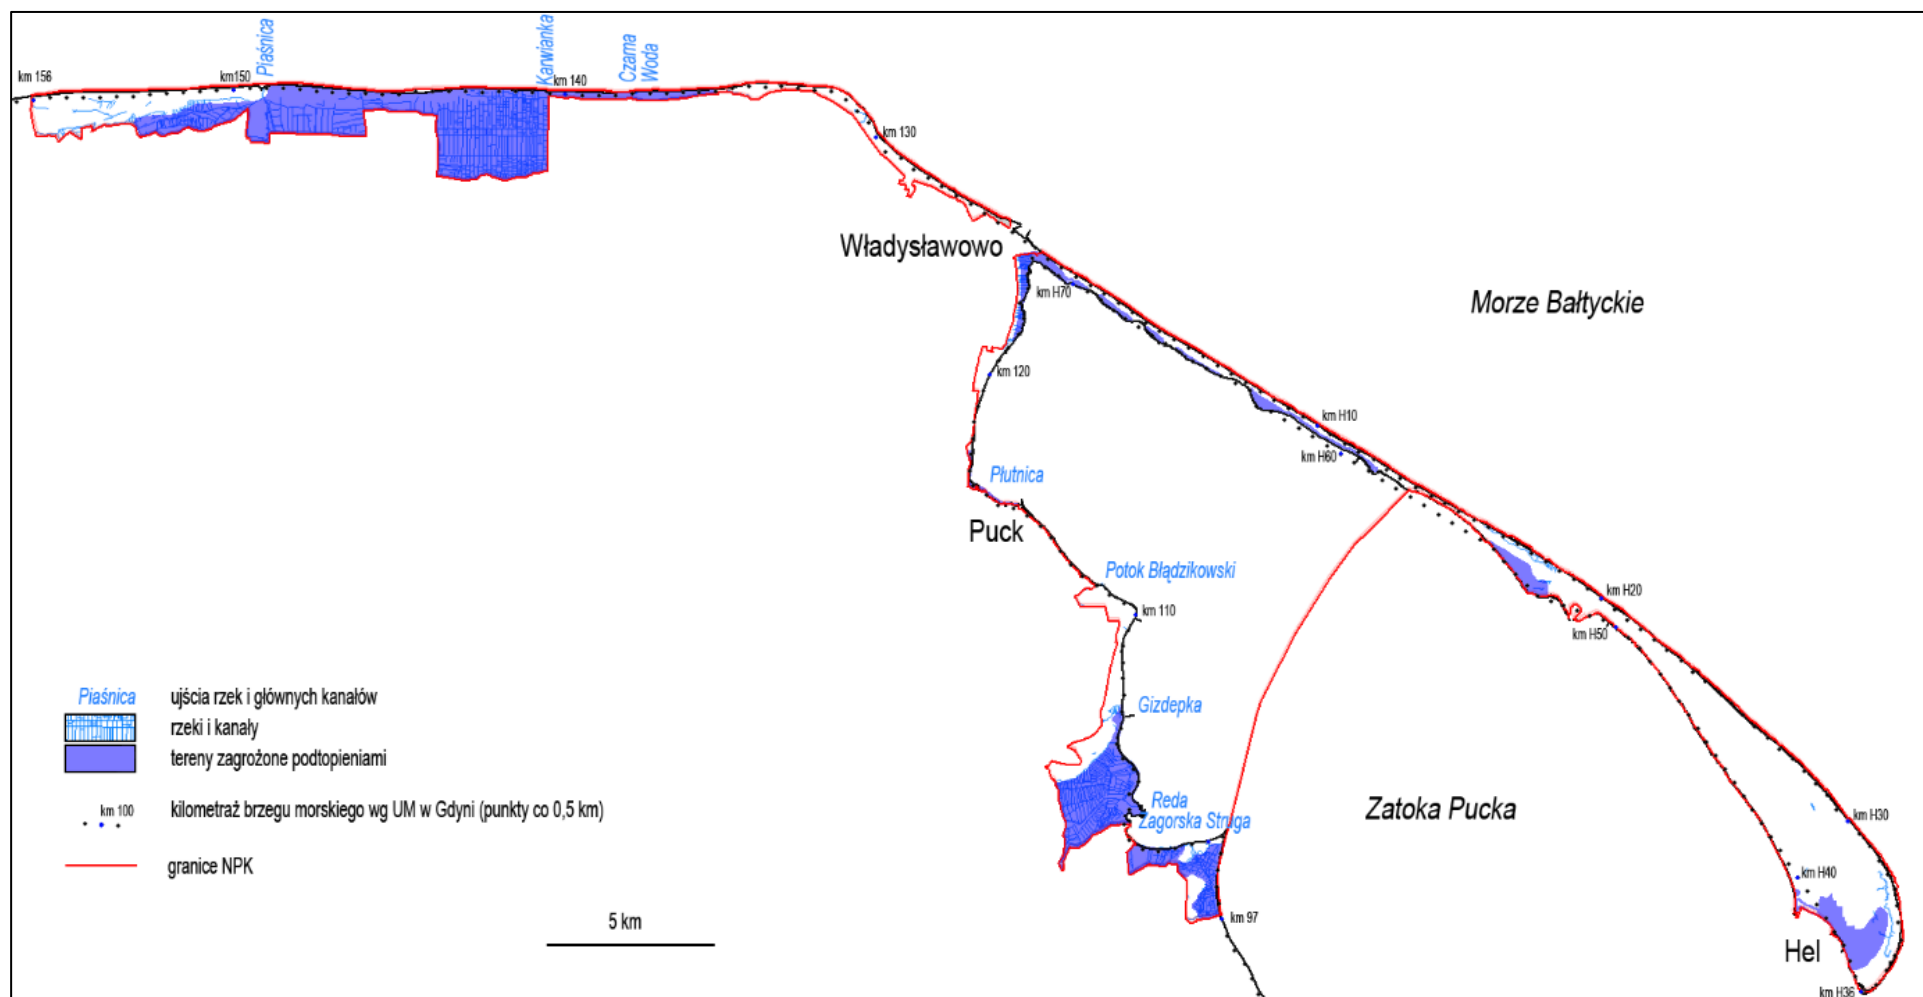 km 156
km150
Piaśnica
Karwianka
km 140
Czarna
Woda
km 130
Władysławowo
km H70
Morze Bałtyckie
km 120
km H10
km H60
Płutnica
Puck
Potok Błądzikowski
km 110
km H20
km H50
Gizdepka
Reda
Zagorska Struga
Zatoka Pucka
km H30
km H40
km 97
Hel
km H36
Piaśnica ujścia rzek i głównych kanałów
rzeki i kanały
tereny zagrożone podtopieniami
km 100 kilometraż brzegu morskiego wg UM w Gdyni (punkty co 0,5 km)
granice NPK
5 km